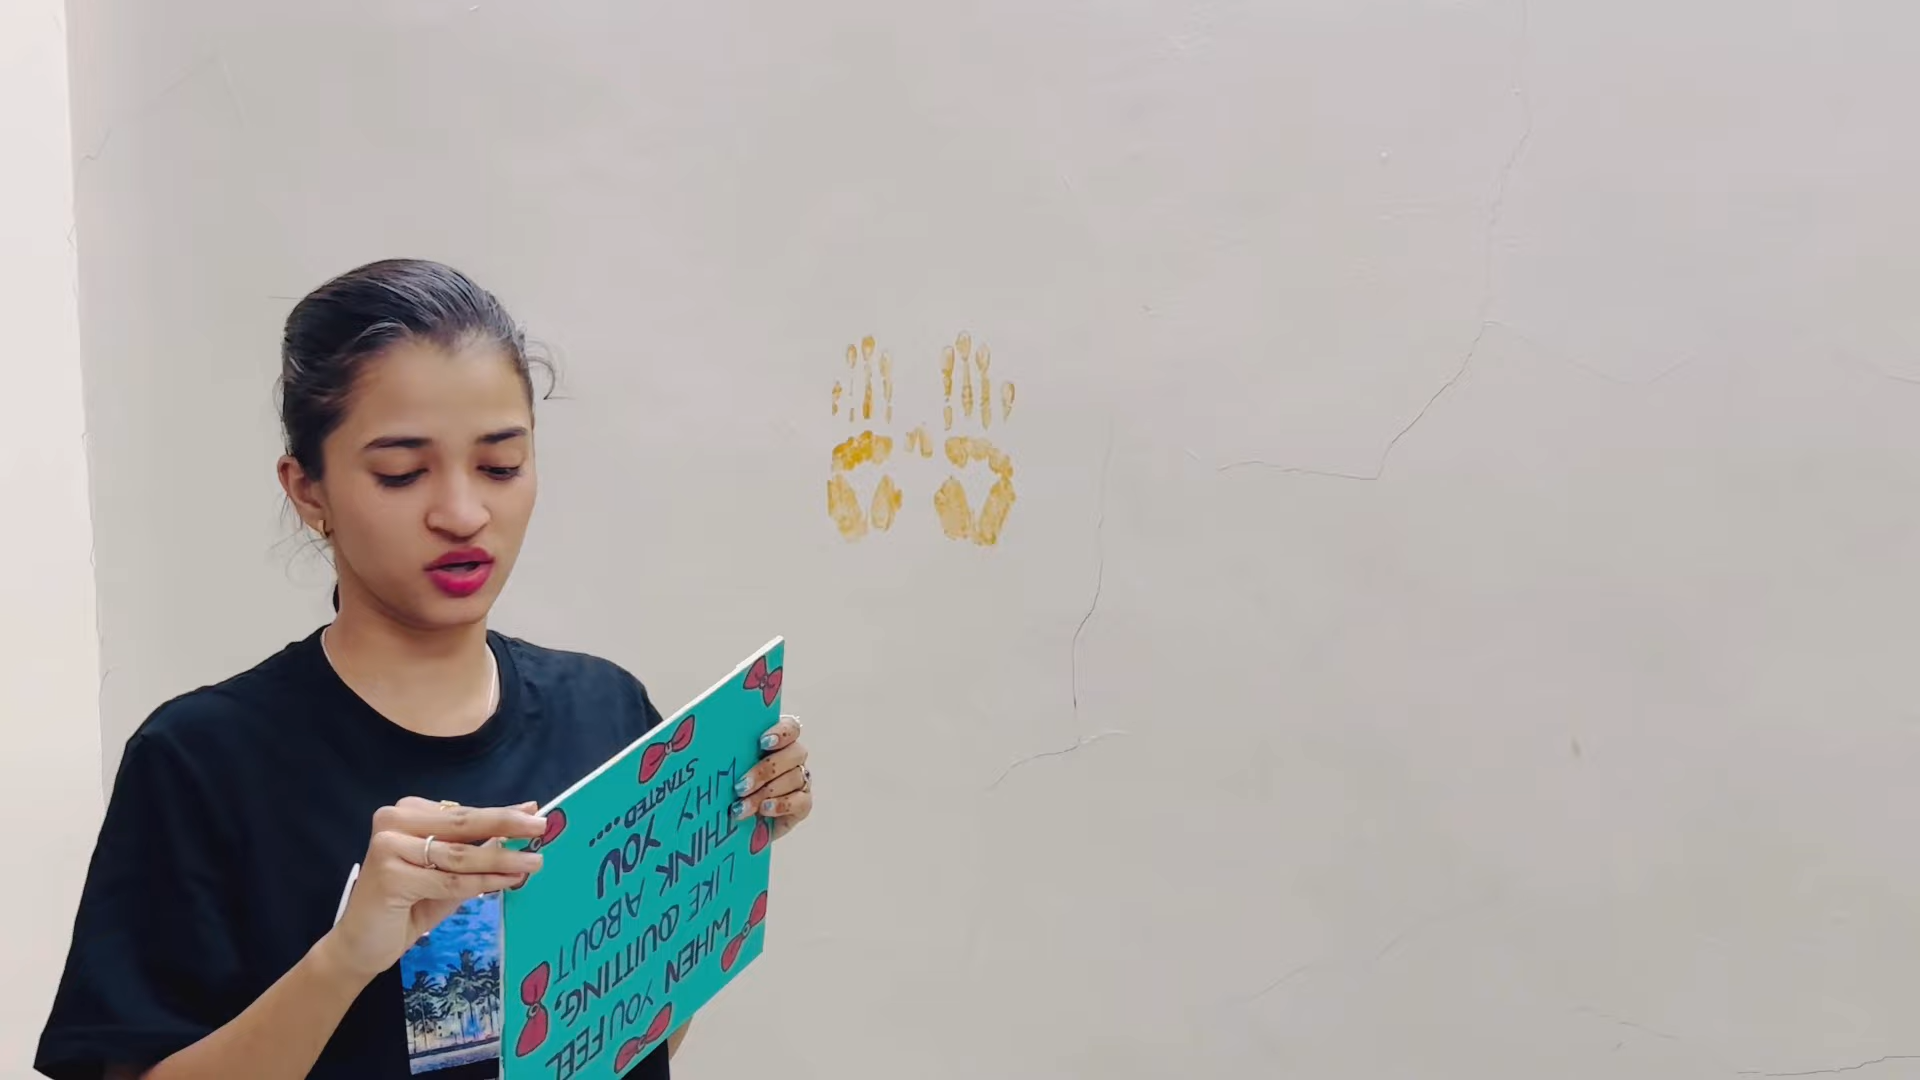 WHEN YOU FEEL
LIKE QUITTING,
THINK ABOUT
WHY YOU
STARTED...